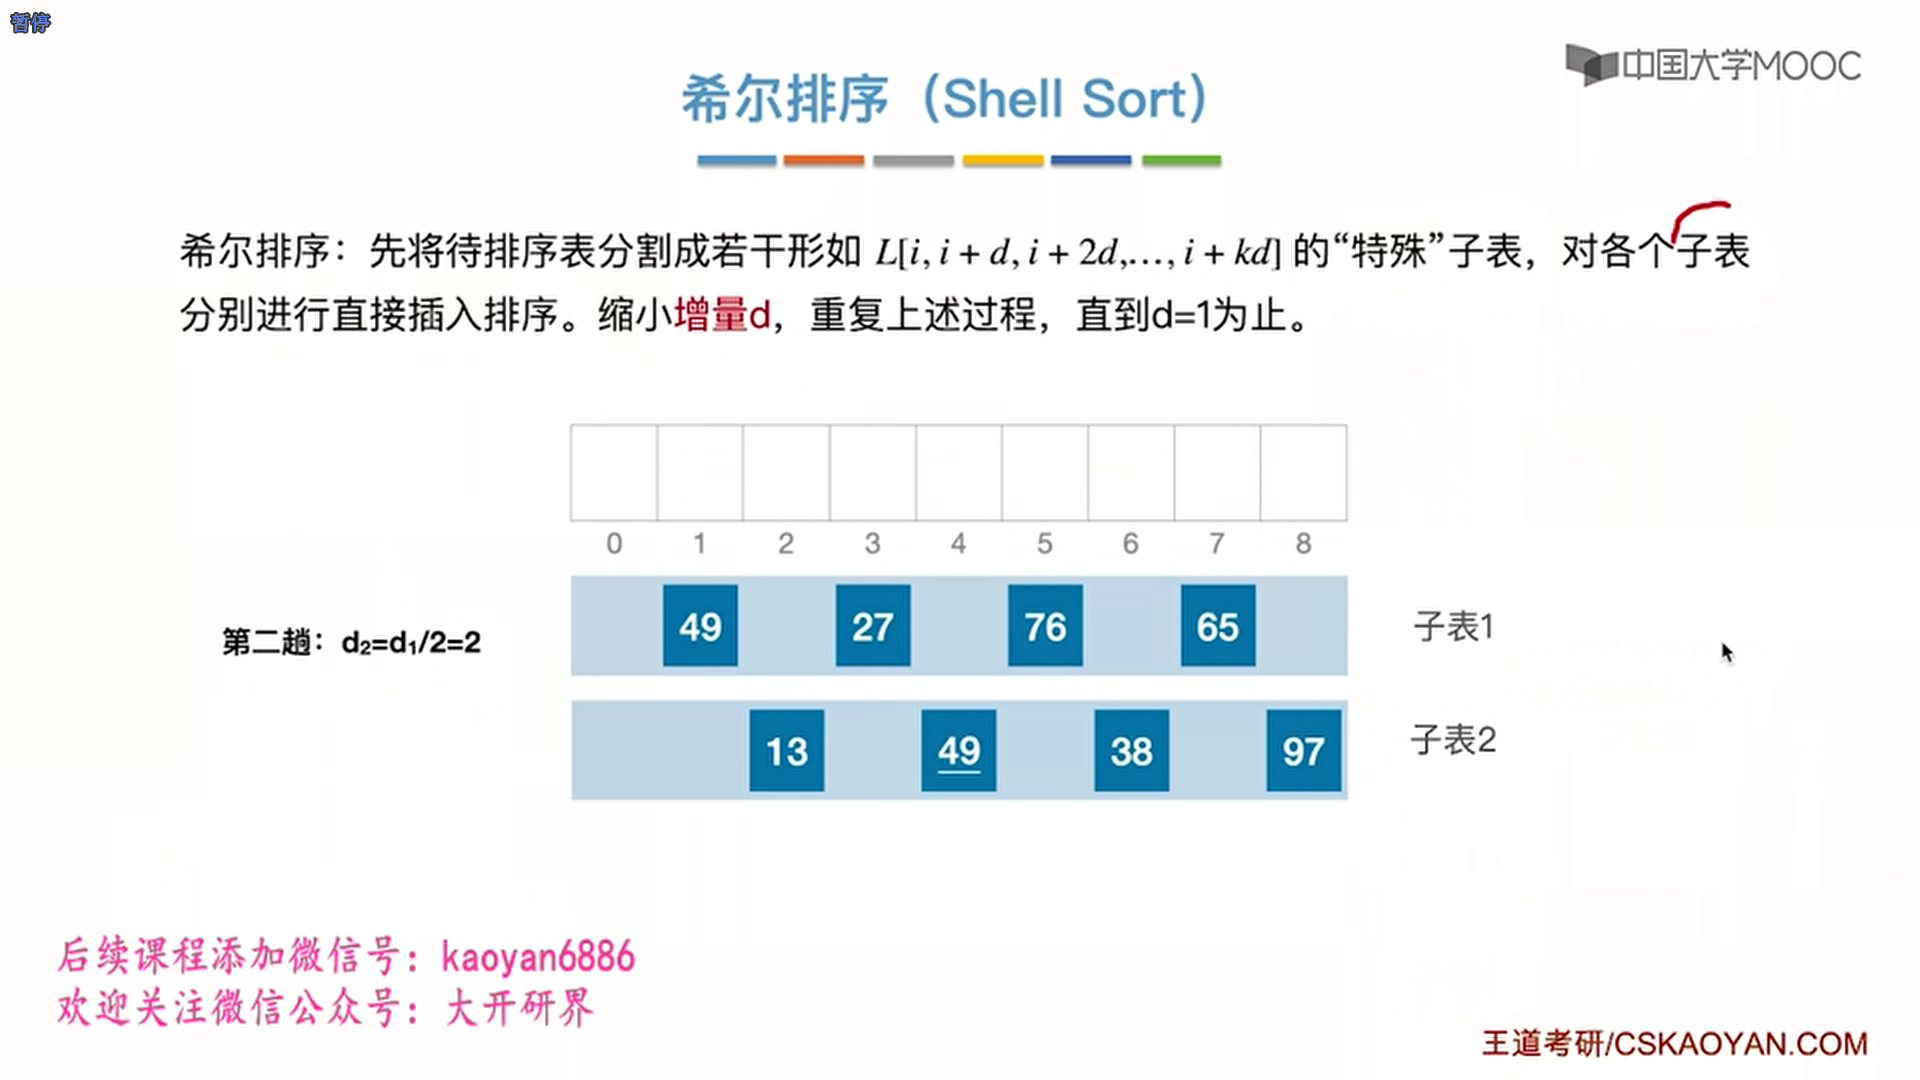 暂停
中国大学MOOC
希尔排序（Shell Sort）
希尔排序：先将待排序表分割成若干形如 L[i, i + d, i + 2d,…, i + kd] 的“特殊”子表，对各个子表
分别进行直接插入排序。缩小增量d，重复上述过程，直到d=1为止。
0 1 2 3 4 5 6 7 8
第二趟：d₂=d₁/2=2
49 27 76 65 子表1
13 49 38 97 子表2
后续课程添加微信号：kaoyan6886
欢迎关注微信公众号：大开研界
王道考研/CSKAOYAN.COM